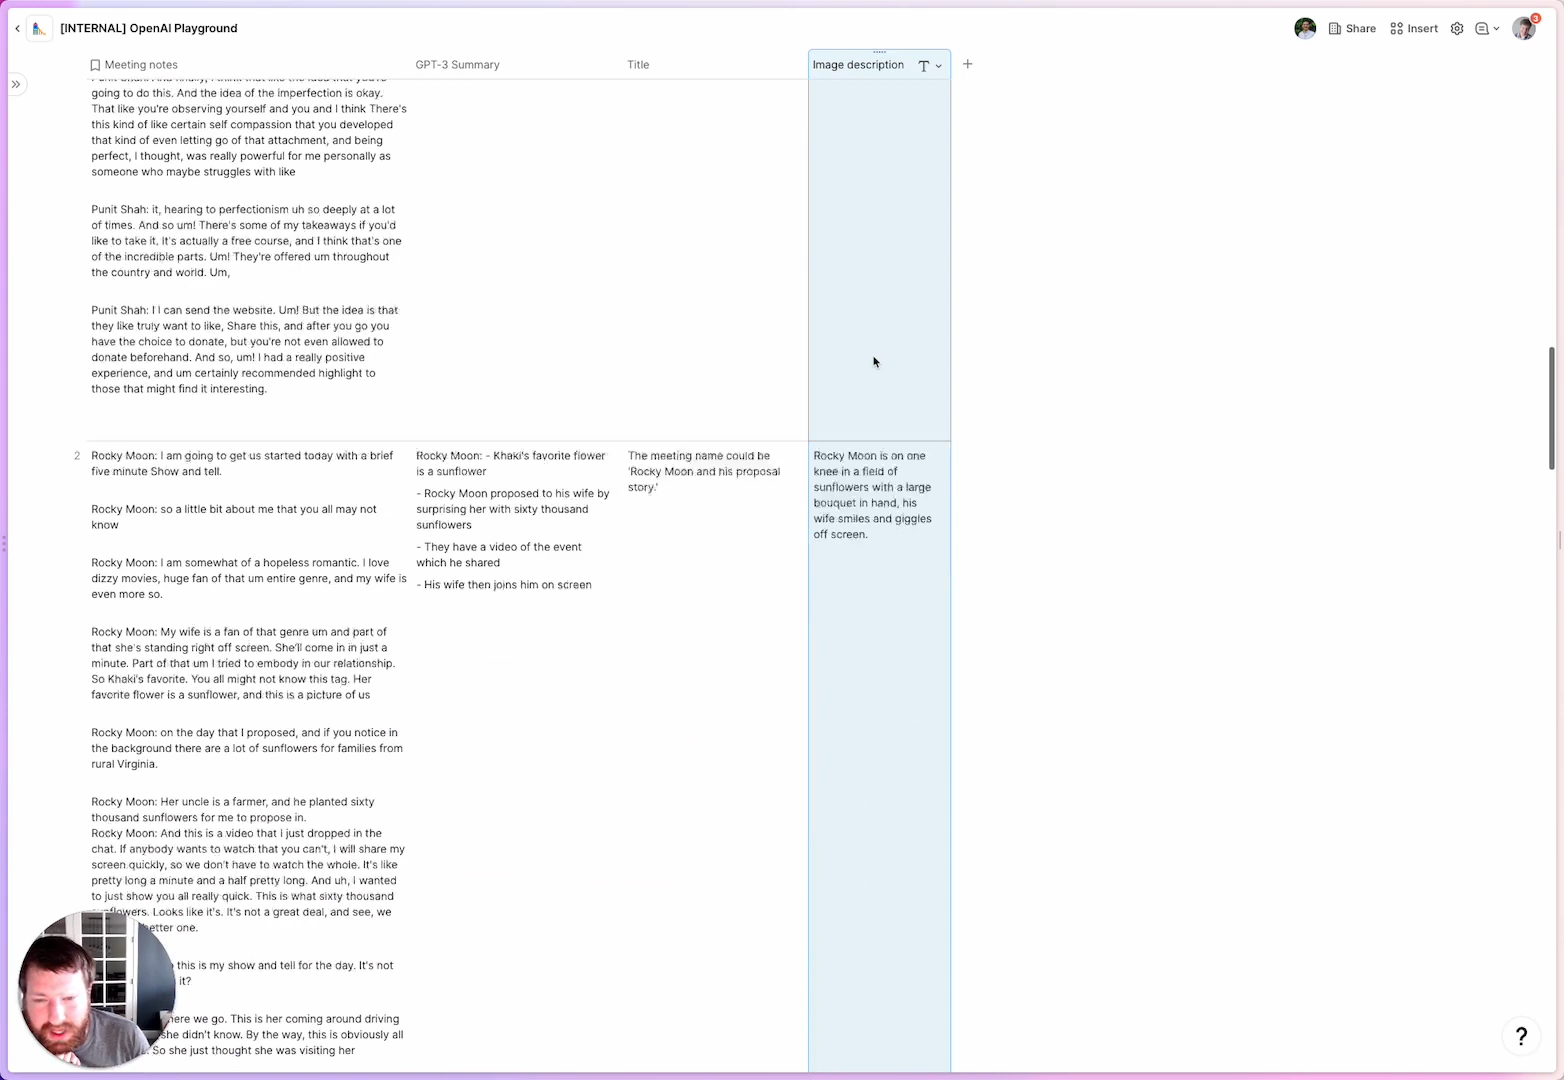 [INTERNAL] OpenAI Playground
Share
Insert
3
Meeting notes
GPT-3 Summary
Title
Image description
going to do this. And the idea of the imperfection is okay.
That like you're observing yourself and you and I think There's
this kind of like certain self compassion that you developed
that kind of even letting go of that attachment, and being
perfect, I thought, was really powerful for me personally as
someone who maybe struggles with like
Punit Shah: it, hearing to perfectionism uh so deeply at a lot
of times. And so um! There's some of my takeaways if you'd
like to take it, It's actually a free course, and I think that's one
of the incredible parts. Um! They're offered um throughout
the country and world. Um,
Punit Shah: I I can send the website. Um! But the idea is that
they like truly want to like, Share this, and after you go you
have the choice to donate, but you're not even allowed to
donate beforehand. And so, um! I had a really positive
experience, and um certainly recommended highlight to
those that might find it interesting.
2
Rocky Moon: I am going to get us started today with a brief
five minute Show and tell.
Rocky Moon: so a little bit about me that you all may not
know
Rocky Moon: I am somewhat of a hopeless romantic. I love
dizzy movies, huge fan of that um entire genre, and my wife is
even more so.
Rocky Moon: My wife is a fan of that genre um and part of
that she's standing right off screen. She'll come in in just a
minute. Part of that um I tried to embody in our relationship.
So Khaki's favorite. You all might not know this tag. Her
favorite flower is a sunflower, and this is a picture of us
Rocky Moon: on the day that I proposed, and if you notice in
the background there are a lot of sunflowers for families from
rural Virginia.
Rocky Moon: Her uncle is a farmer, and he planted sixty
thousand sunflowers for me to propose in.
Rocky Moon: And this is a video that i just dropped in the
chat. If anybody wants to watch that you can't, I will share my
screen quickly, so we don't have to watch the whole. It's like
pretty long a minute and a half pretty long. And uh, I wanted
to just show you all really quick. This is what sixty thousand
sunflowers. Looks like it's. It's not a great deal, and see, we
better one.
this is my show and tell for the day. It's not
it?
here we go. This is her coming around driving
she didn't know. By the way, this is obviously all
So she just thought she was visiting her
Rocky Moon: - Khaki's favorite flower
is a sunflower
- Rocky Moon proposed to his wife by
surprising her with sixty thousand
sunflowers
- They have a video of the event
which he shared
- His wife then joins him on screen
The meeting name could be
'Rocky Moon and his proposal
story.'
Rocky Moon is on one
knee in a field of
sunflowers with a large
bouquet in hand, his
wife smiles and giggles
off screen.
?